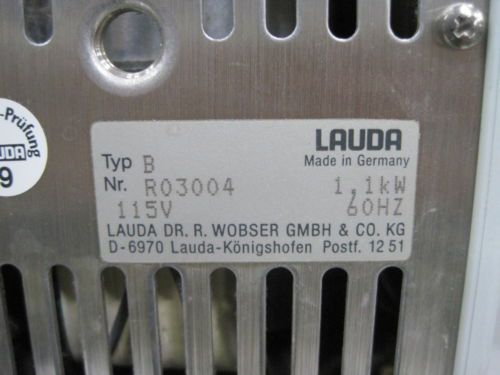 -Prüfung
LAUDA
9
LAUDA
Made in Germany
Typ B
Nr. R03004 1,1kW
115V 60HZ
LAUDA DR. R. WOBSER GMBH & CO. KG
D-6970 Lauda-Königshofen Postf. 12 51